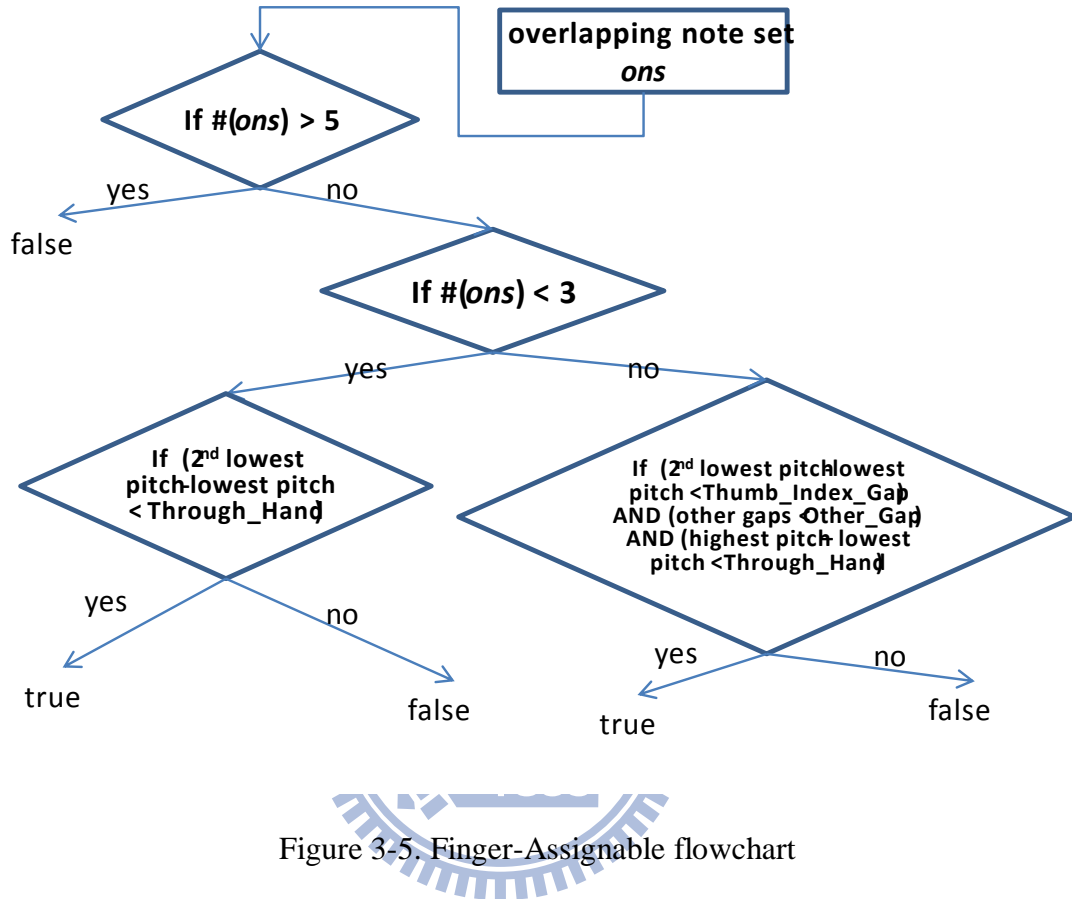 overlapping note set
ons
If #(ons) > 5
yes
no
false
If #(ons) < 3
yes
no
If (2nd lowest
pitch-lowest pitch
< Through_Hand)
If (2nd lowest pitch-lowest
pitch <Thumb_Index_Gap)
AND (other gaps <Other_Gap)
AND (highest pitch - lowest
pitch <Through_Hand)
yes
no
yes
no
true
false
true
false
Figure 3-5. Finger-Assignable flowchart